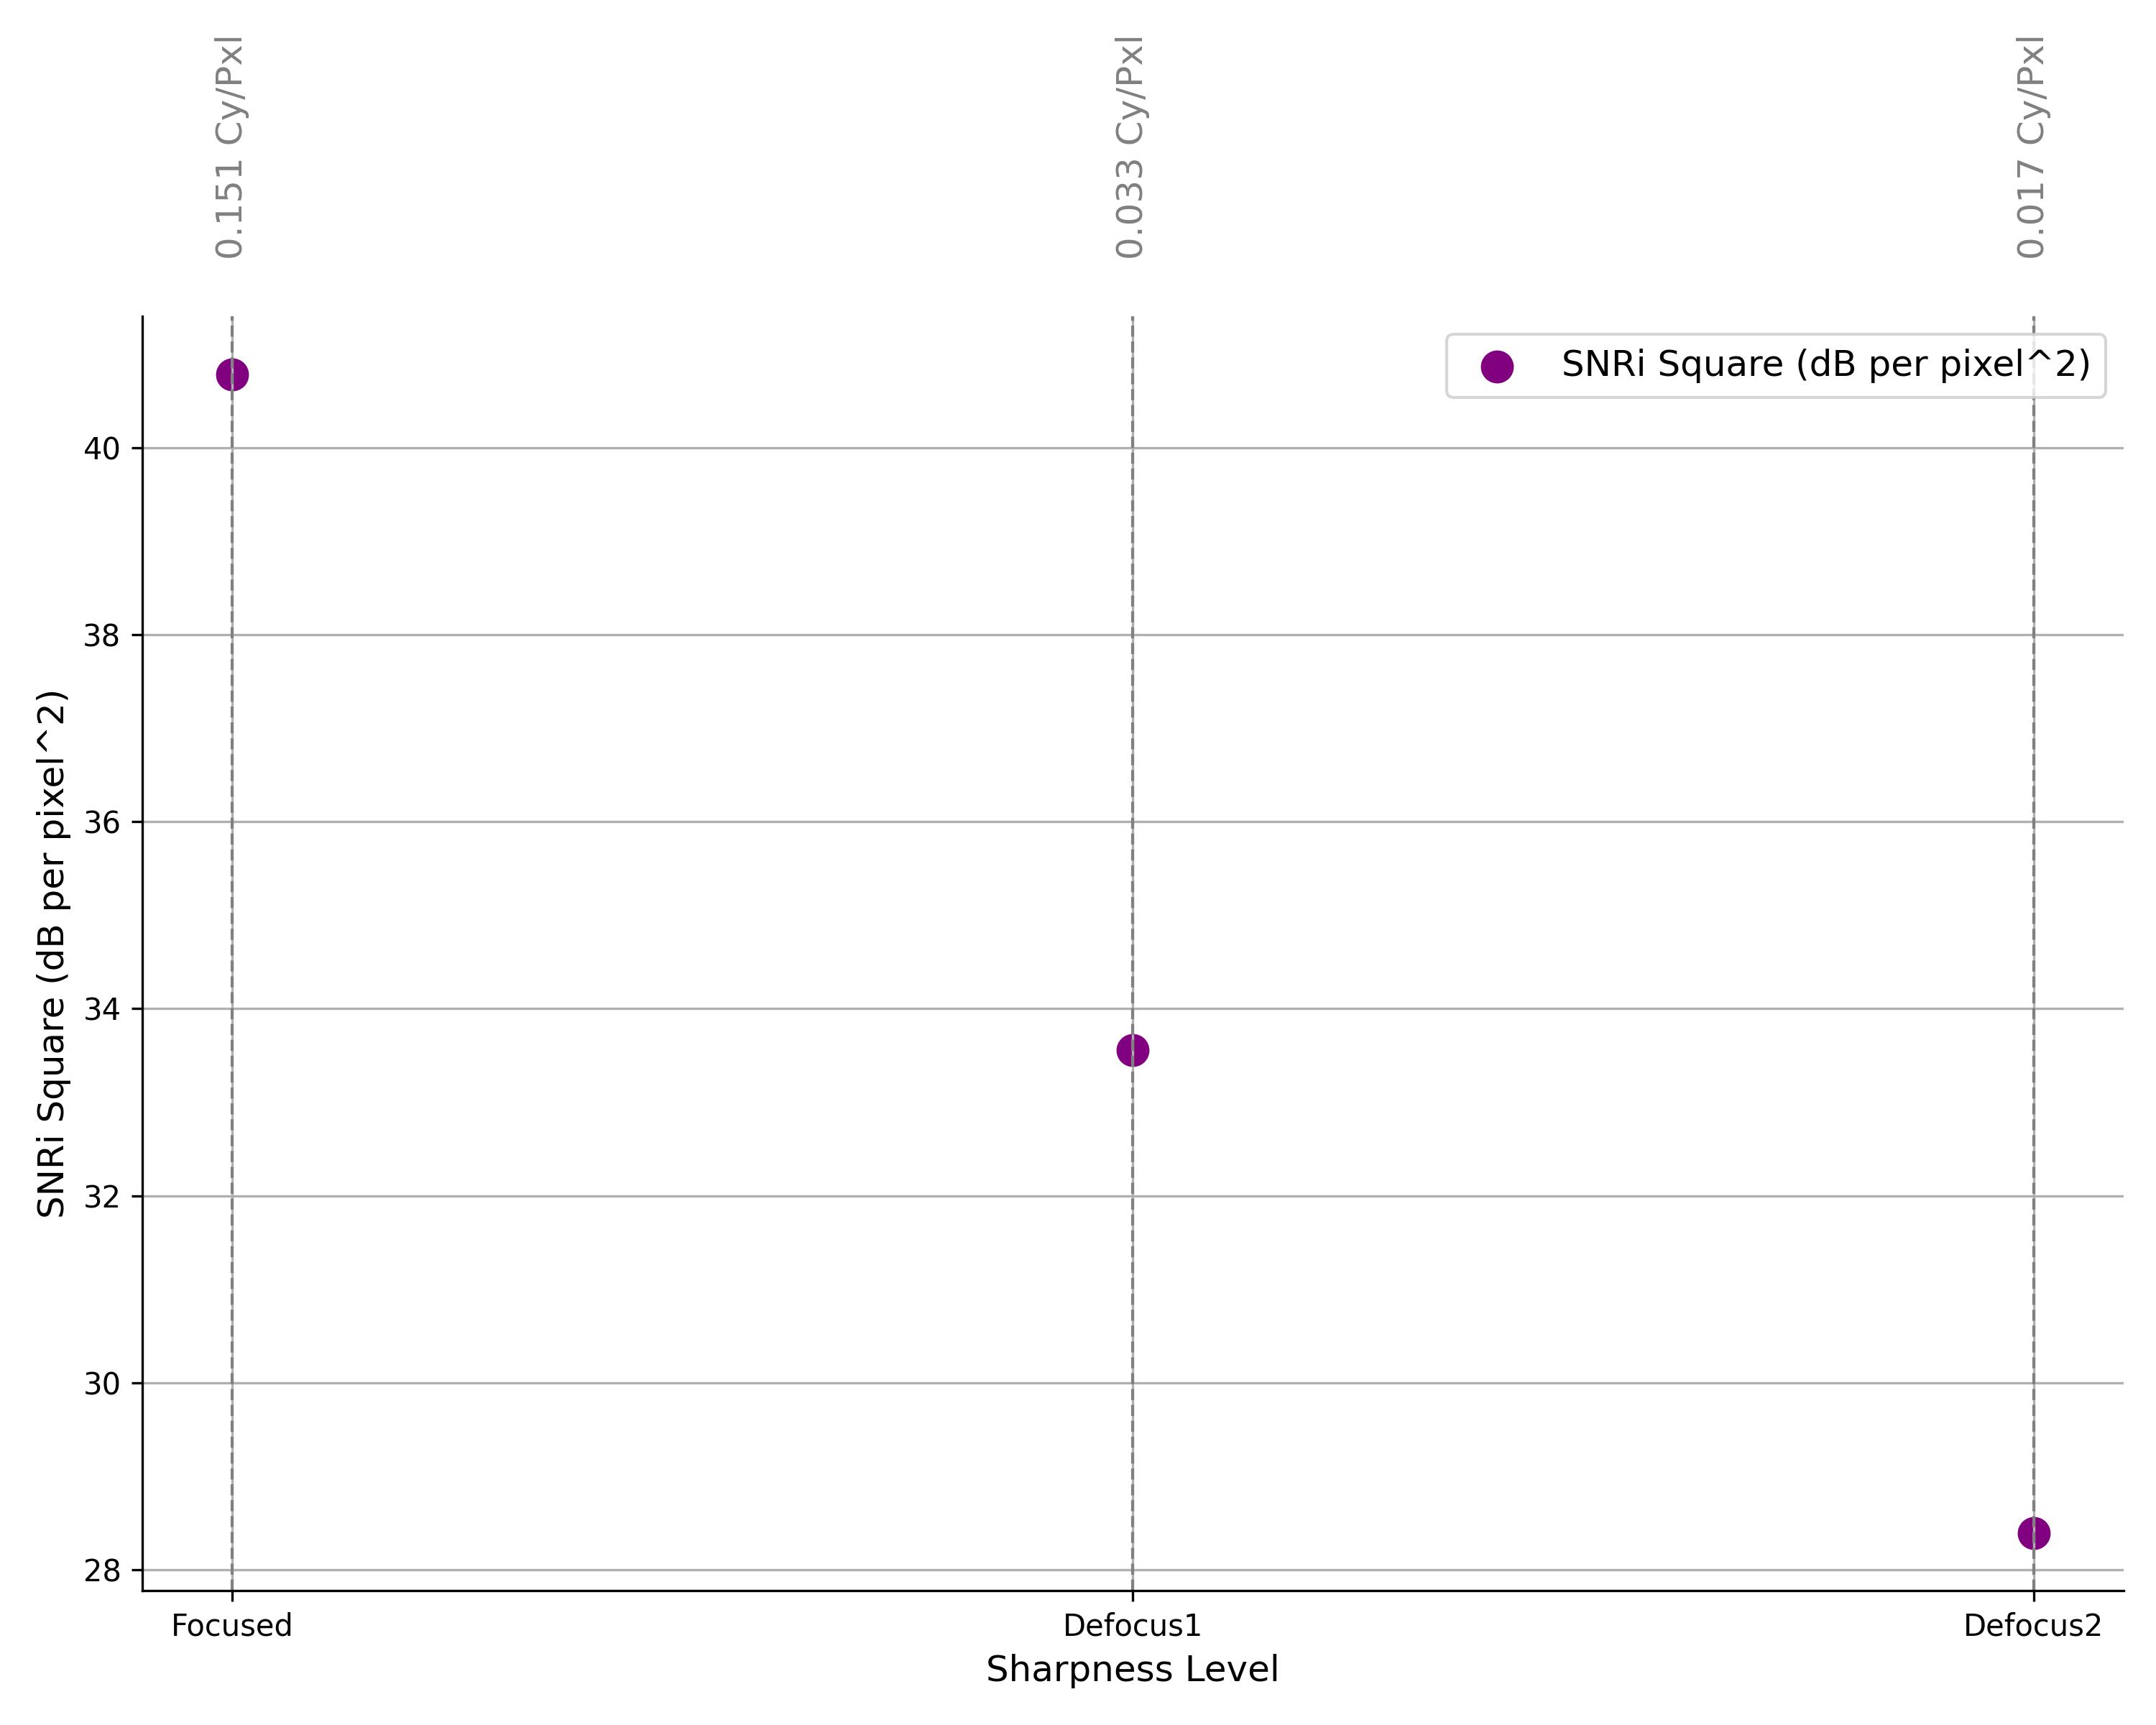 0.151 Cy/Pxl
0.033 Cy/Pxl
0.017 Cy/Pxl
SNRi Square (dB per pixel^2)
SNRi Square (dB per pixel^2)
40
38
36
34
32
30
28
Focused
Defocus1
Defocus2
Sharpness Level